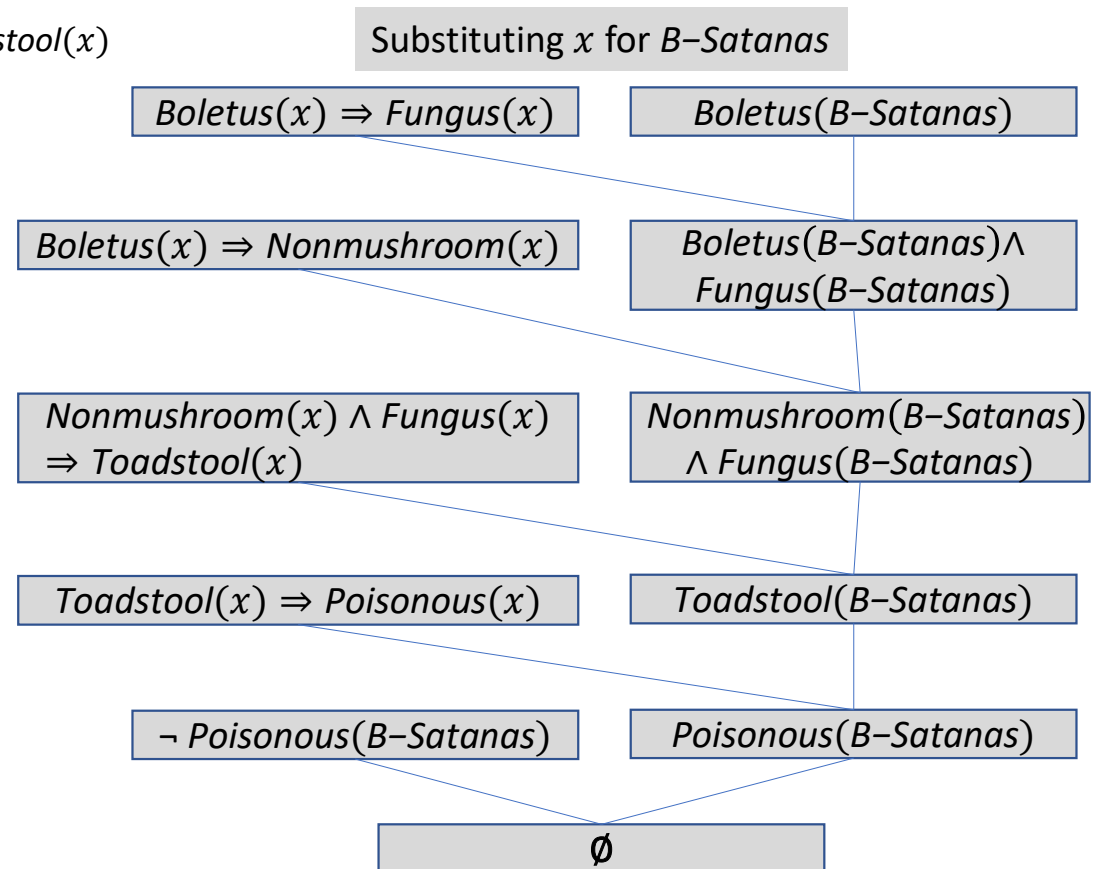 stool(x)
Substituting x for B−Satanas
Boletus(x) ⇒ Fungus(x)
Boletus(B−Satanas)
Boletus(x) ⇒ Nonmushroom(x)
Boletus(B−Satanas)∧
Fungus(B−Satanas)
Nonmushroom(x) ∧ Fungus(x)
⇒ Toadstool(x)
Nonmushroom(B−Satanas)
∧ Fungus(B−Satanas)
Toadstool(x) ⇒ Poisonous(x)
Toadstool(B−Satanas)
¬ Poisonous(B−Satanas)
Poisonous(B−Satanas)
∅